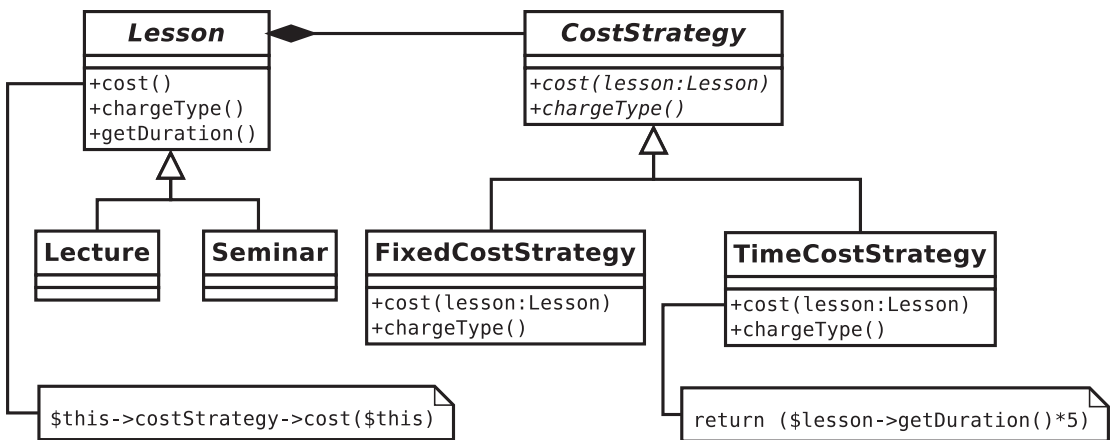 Lesson
+cost()
+chargeType()
+getDuration()
CostStrategy
+cost(lesson:Lesson)
+chargeType()
Lecture
Seminar
FixedCostStrategy
+cost(lesson:Lesson)
+chargeType()
TimeCostStrategy
+cost(lesson:Lesson)
+chargeType()
$this->costStrategy->cost($this)
return ($lesson->getDuration()*5)